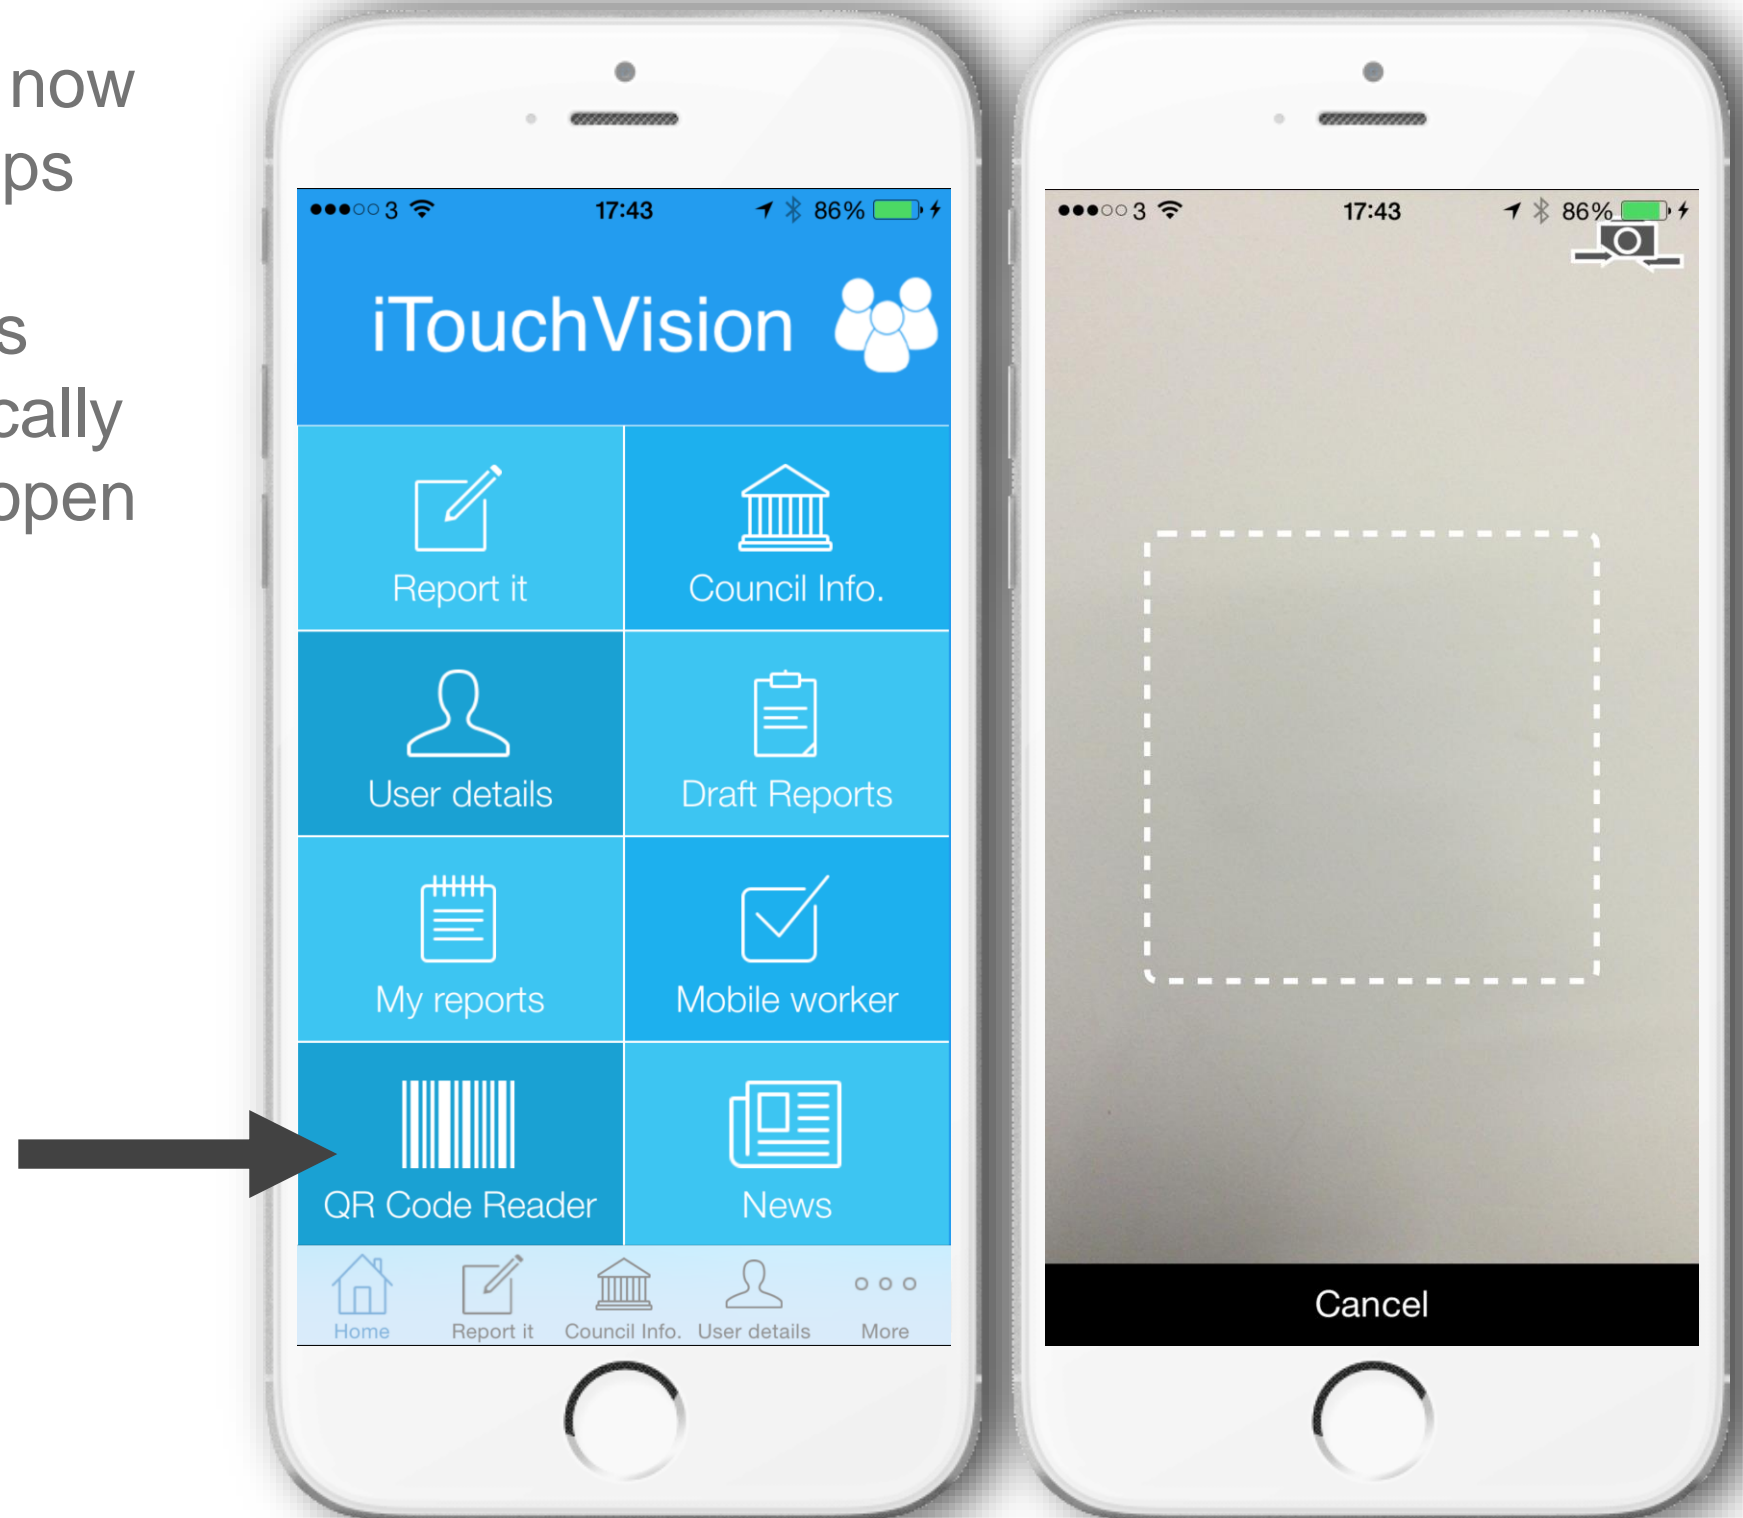 now
ps
s
cally
open
3 17:43 86%
iTouchVision
Report it Council Info.
User details Draft Reports
My reports Mobile worker
QR Code Reader News
Home Report it Council Info. User details More
3 17:43 86%
Cancel